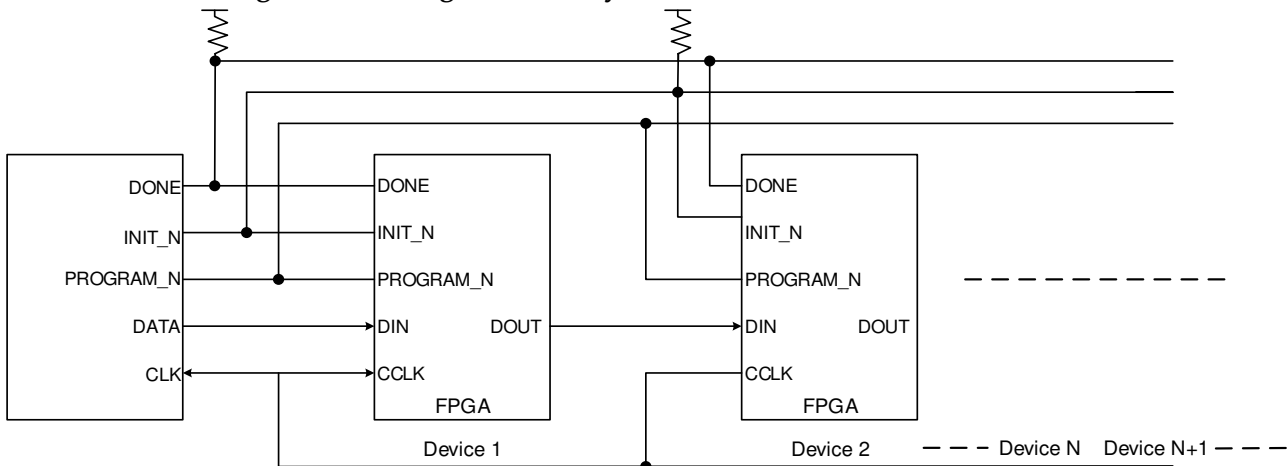 DONE
INIT_N
PROGRAM_N
DATA
CLK
DONE
INIT_N
PROGRAM_N
DIN
DOUT
CCLK
FPGA
Device 1
DONE
INIT_N
PROGRAM_N
DIN
DOUT
CCLK
FPGA
Device 2
Device N
Device N+1